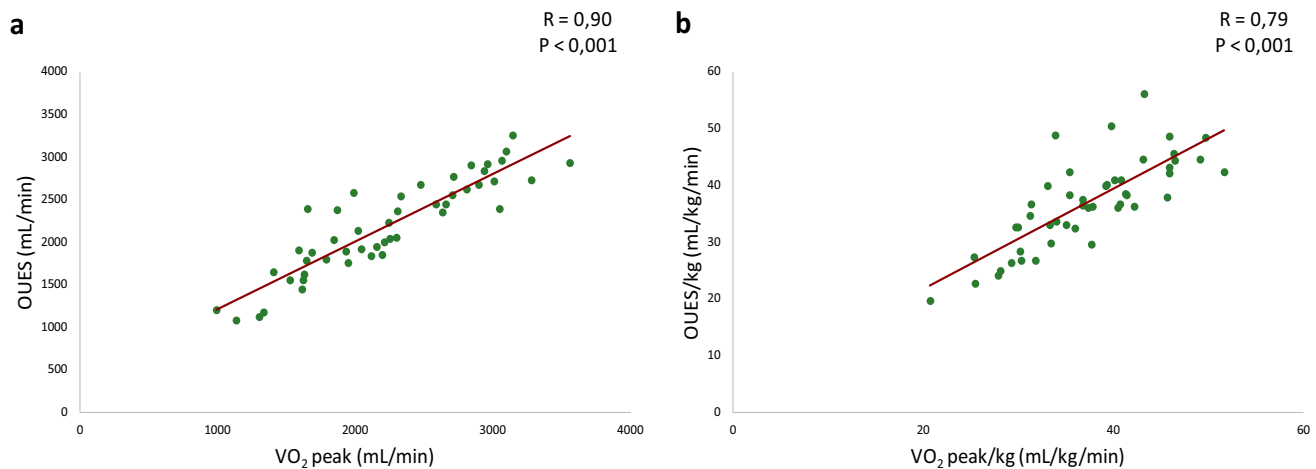 a
R = 0,90
P < 0,001
OUES (mL/min)
4000
3500
3000
2500
2000
1500
1000
500
0
0
1000
2000
3000
4000
VO2 peak (mL/min)
b
R = 0,79
P < 0,001
OUES/kg (mL/kg/min)
60
50
40
30
20
10
0
0
20
40
60
VO2 peak/kg (mL/kg/min)